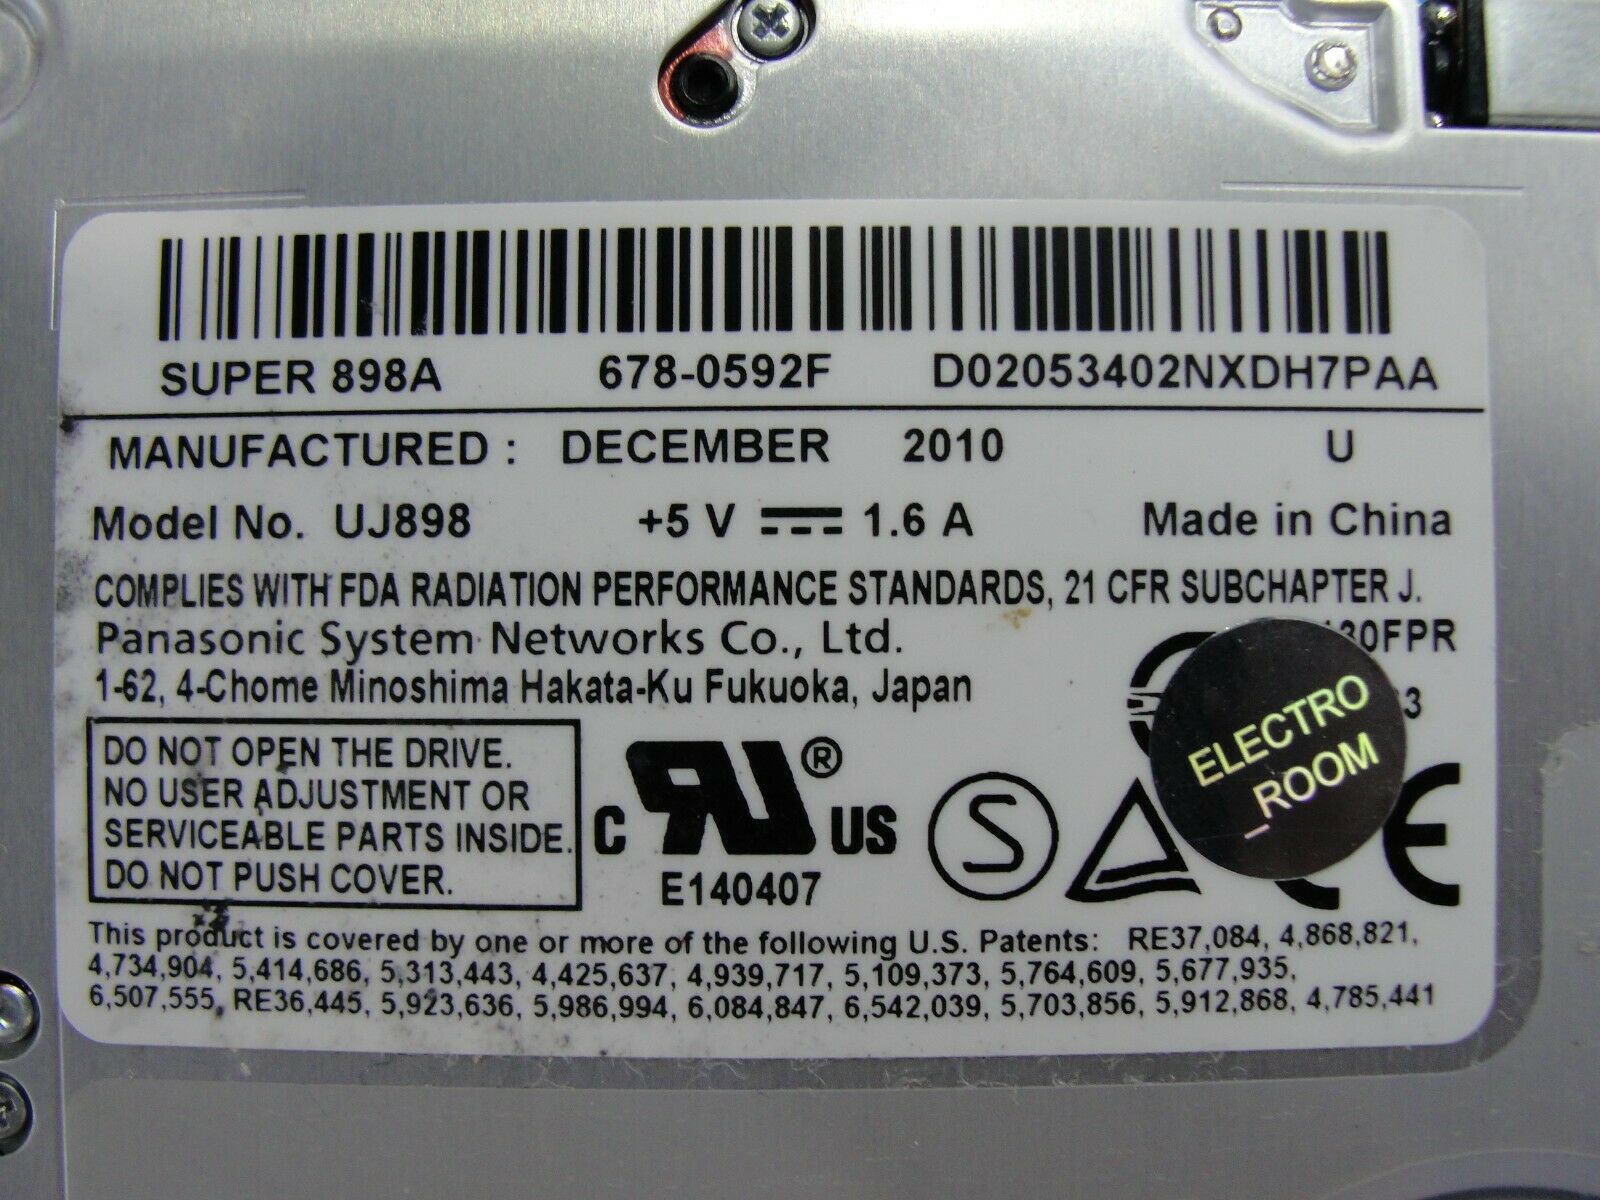 SUPER 898A 678-0592F D02053402NXDH7PAA
MANUFACTURED : DECEMBER 2010 U
Model No. UJ898 +5 V 1.6 A Made in China
COMPLIES WITH FDA RADIATION PERFORMANCE STANDARDS, 21 CFR SUBCHAPTER J.
Panasonic System Networks Co., Ltd.
1-62, 4-Chome Minoshima Hakata-Ku Fukuoka, Japan
DO NOT OPEN THE DRIVE.
NO USER ADJUSTMENT OR
SERVICEABLE PARTS INSIDE.
DO NOT PUSH COVER.
C RU ® US
E140407
S
ELECTRO
_ROOM
CE
This product is covered by one or more of the following U.S. Patents: RE37,084, 4,868,821,
4,734,904, 5,414,686, 5,313,443, 4,425,637, 4,939,717, 5,109,373, 5,764,609, 5,677,935,
6,507,555, RE36,445, 5,923,636, 5,986,994, 6,084,847, 6,542,039, 5,703,856, 5,912,868, 4,785,441